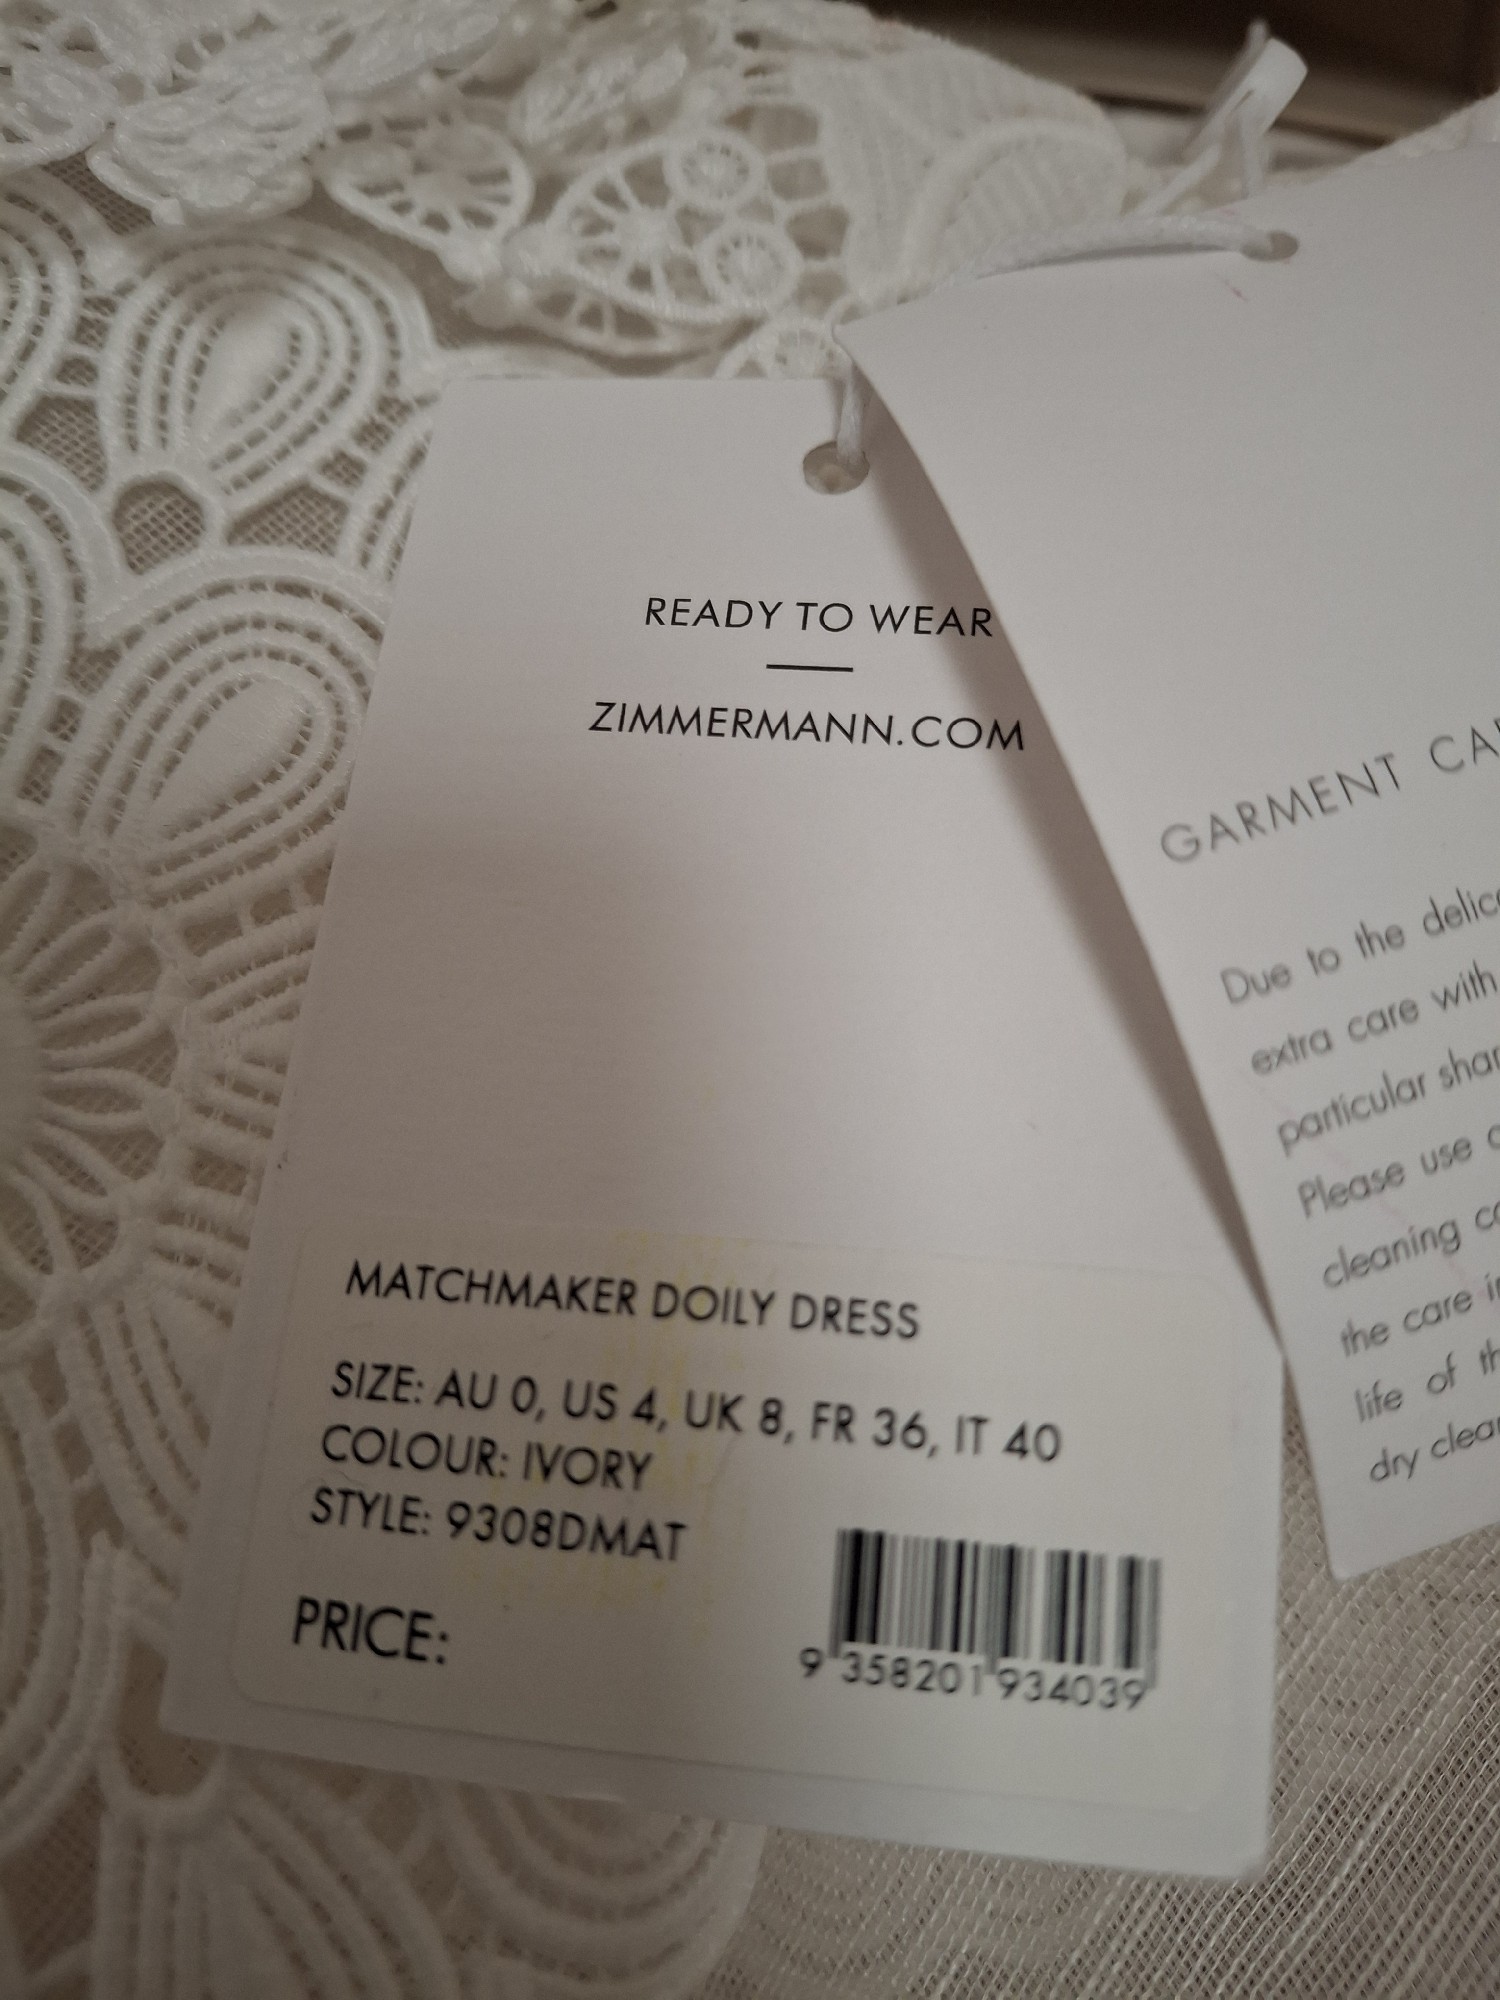 READY TO WEAR
ZIMMERMANN.COM
MATCHMAKER DOILY DRESS
SIZE: AU 0, US 4, UK 8, FR 36, IT 40
COLOUR: IVORY
STYLE: 9308DMAT
PRICE:
9 358201 934039
GARMENT
Due to the
extra care with
particular
Please use
cleaning
the care
life of
dry